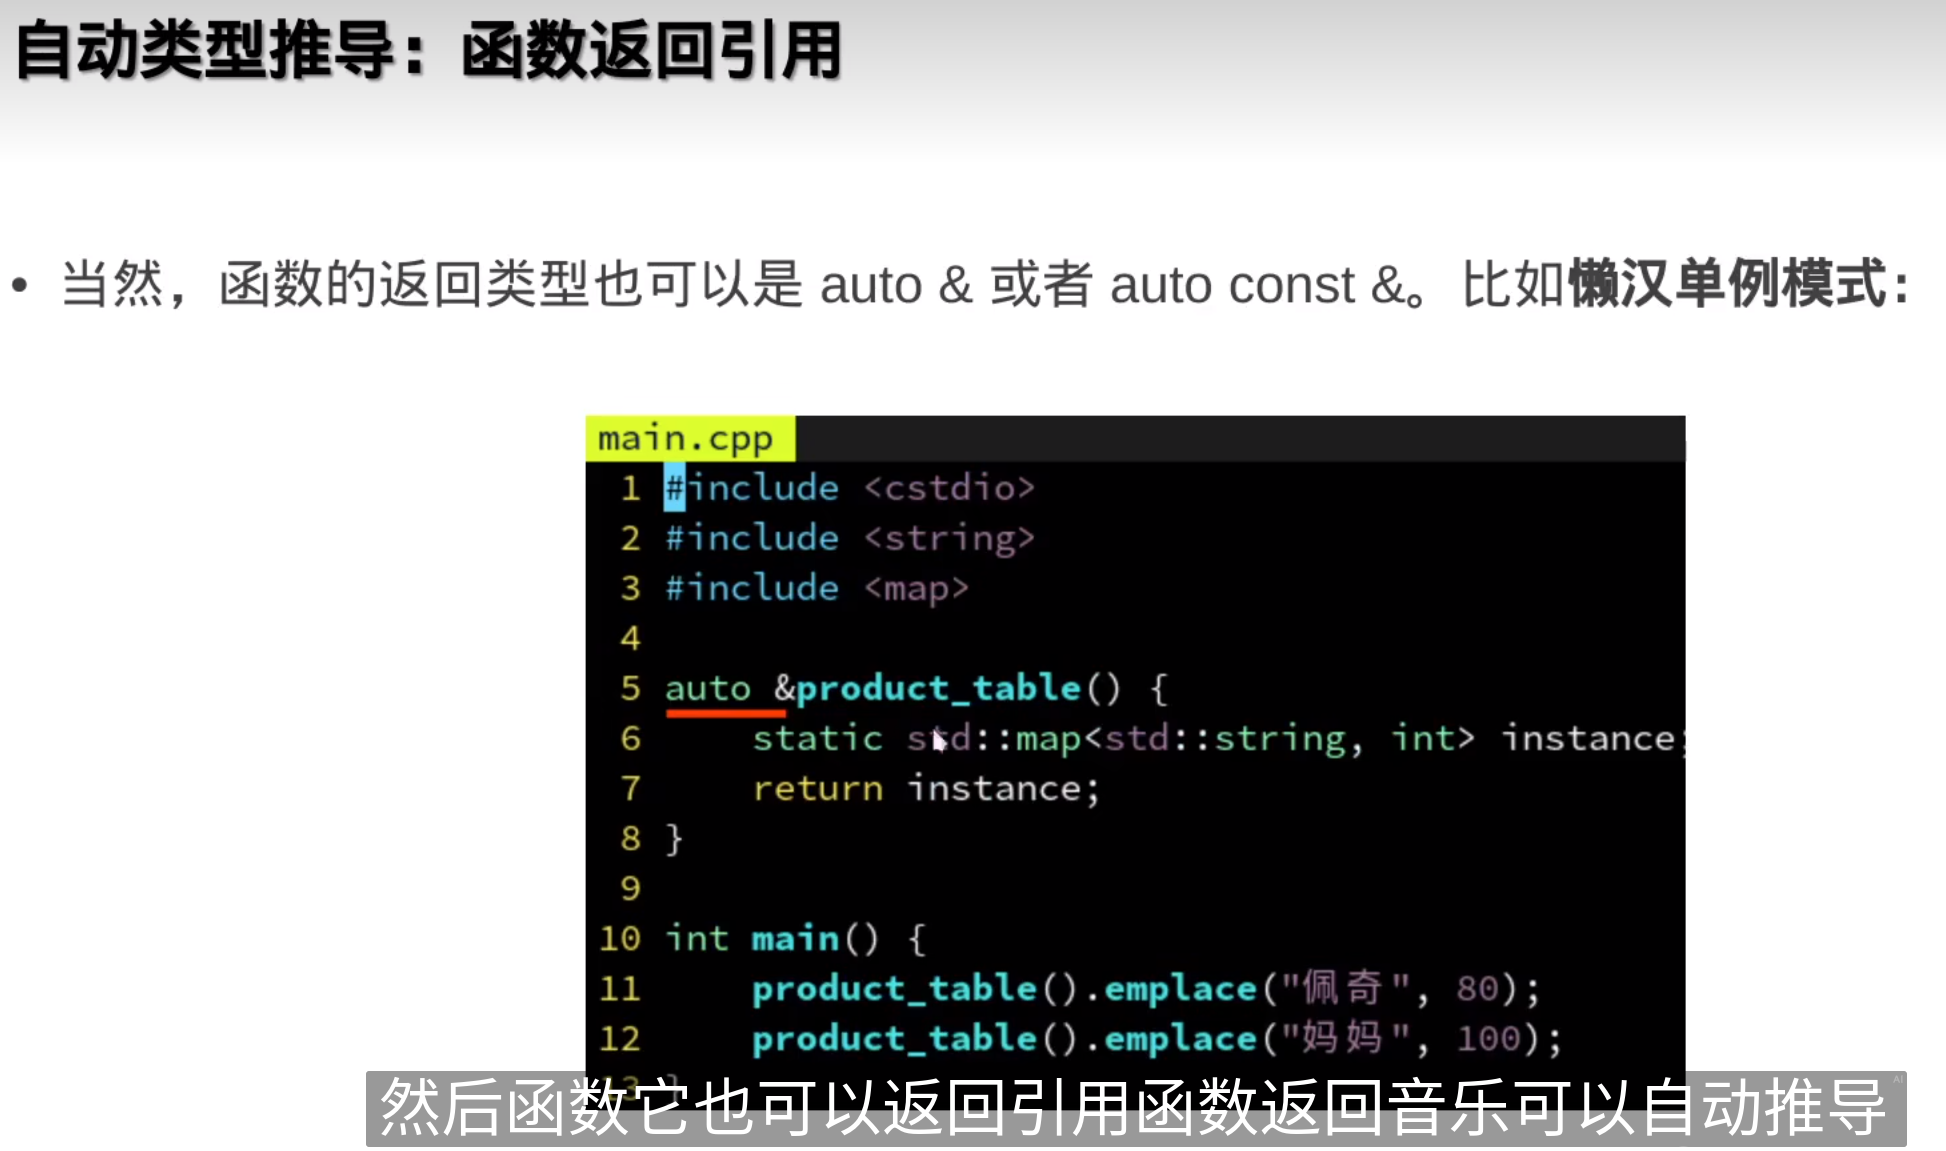 自动类型推导：函数返回引用
• 当然，函数的返回类型也可以是 auto & 或者 auto const &。比如懒汉单例模式：
main.cpp
1 #include <cstdio>
2 #include <string>
3 #include <map>
4
5 auto &product_table() {
6     static std::map<std::string, int> instance;
7     return instance;
8 }
9
10 int main() {
11     product_table().emplace("佩奇", 80);
12     product_table().emplace("妈妈", 100);
13 }
然后函数它也可以返回引用函数返回音乐可以自动推导
AI